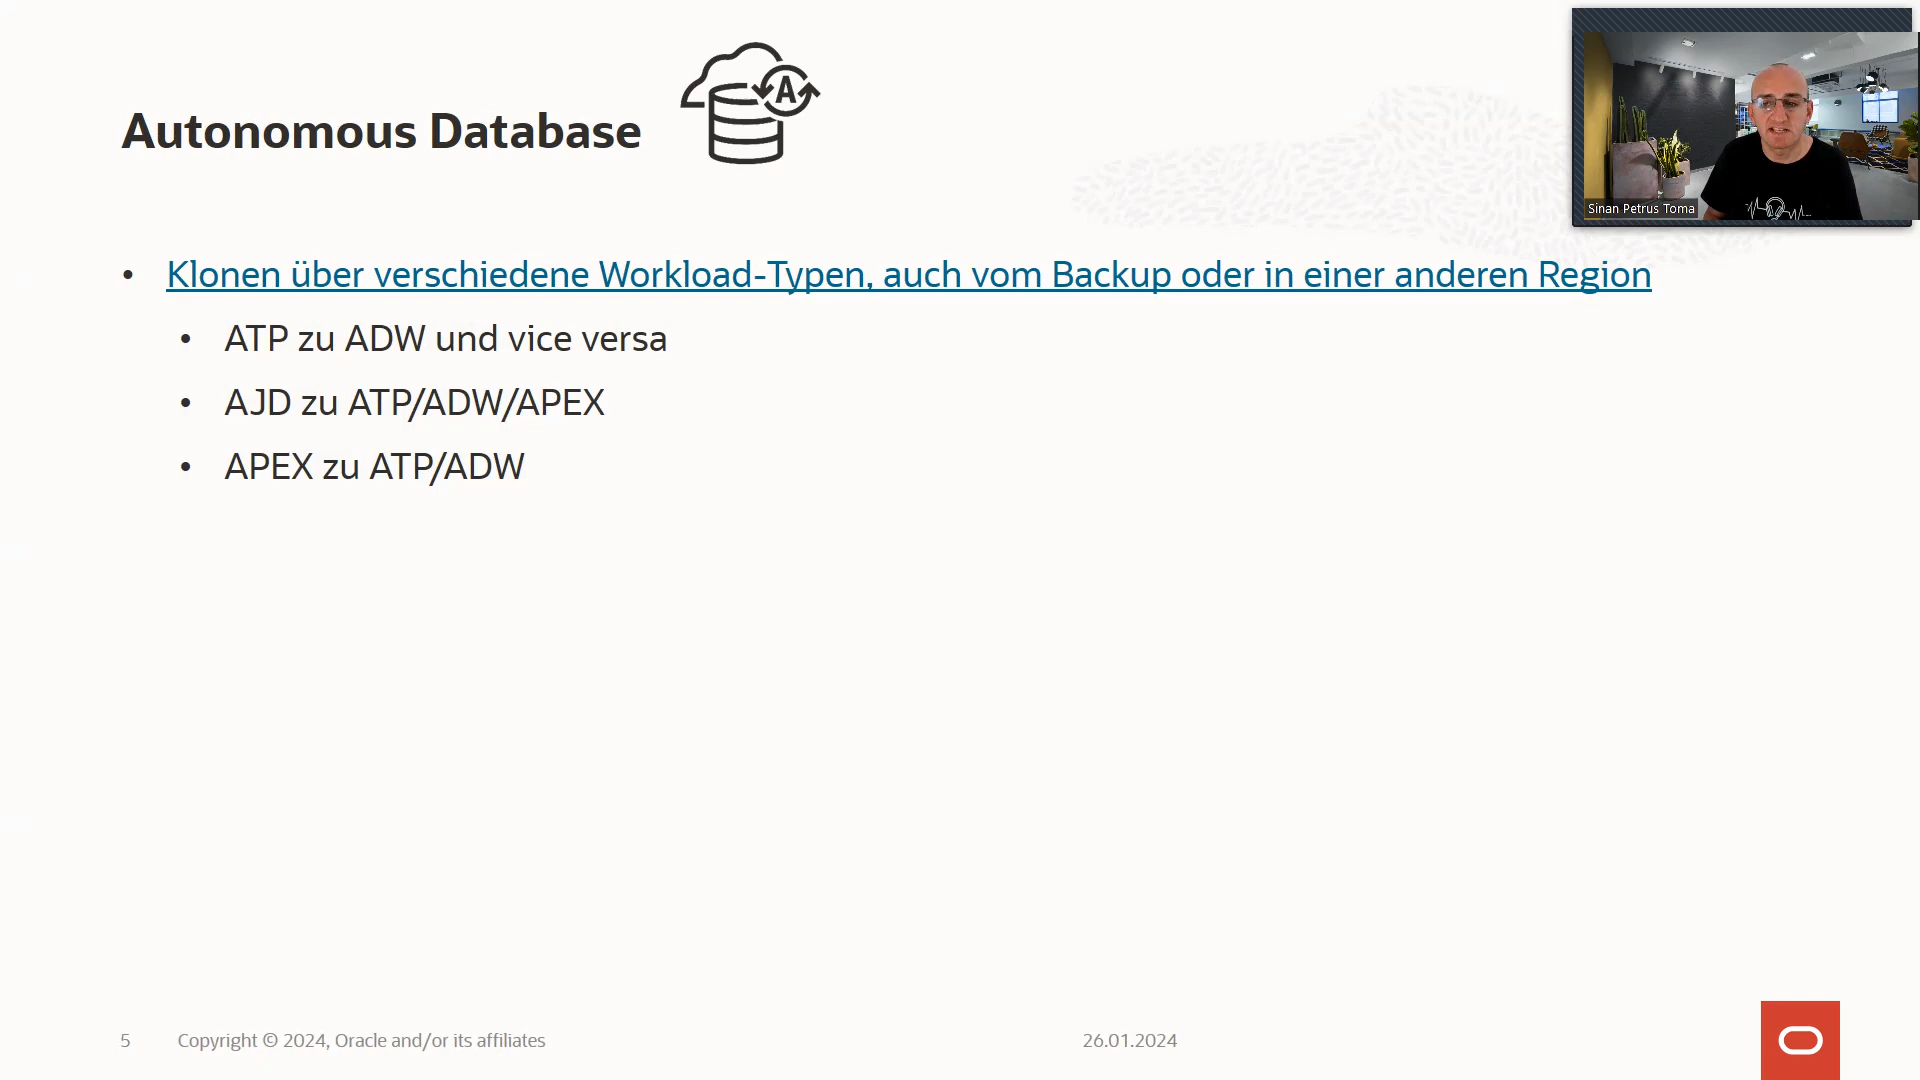 Autonomous Database
A
Sinan Petrus Toma
• Klonen über verschiedene Workload-Typen, auch vom Backup oder in einer anderen Region
• ATP zu ADW und vice versa
• AJD zu ATP/ADW/APEX
• APEX zu ATP/ADW
5 Copyright © 2024, Oracle and/or its affiliates 26.01.2024